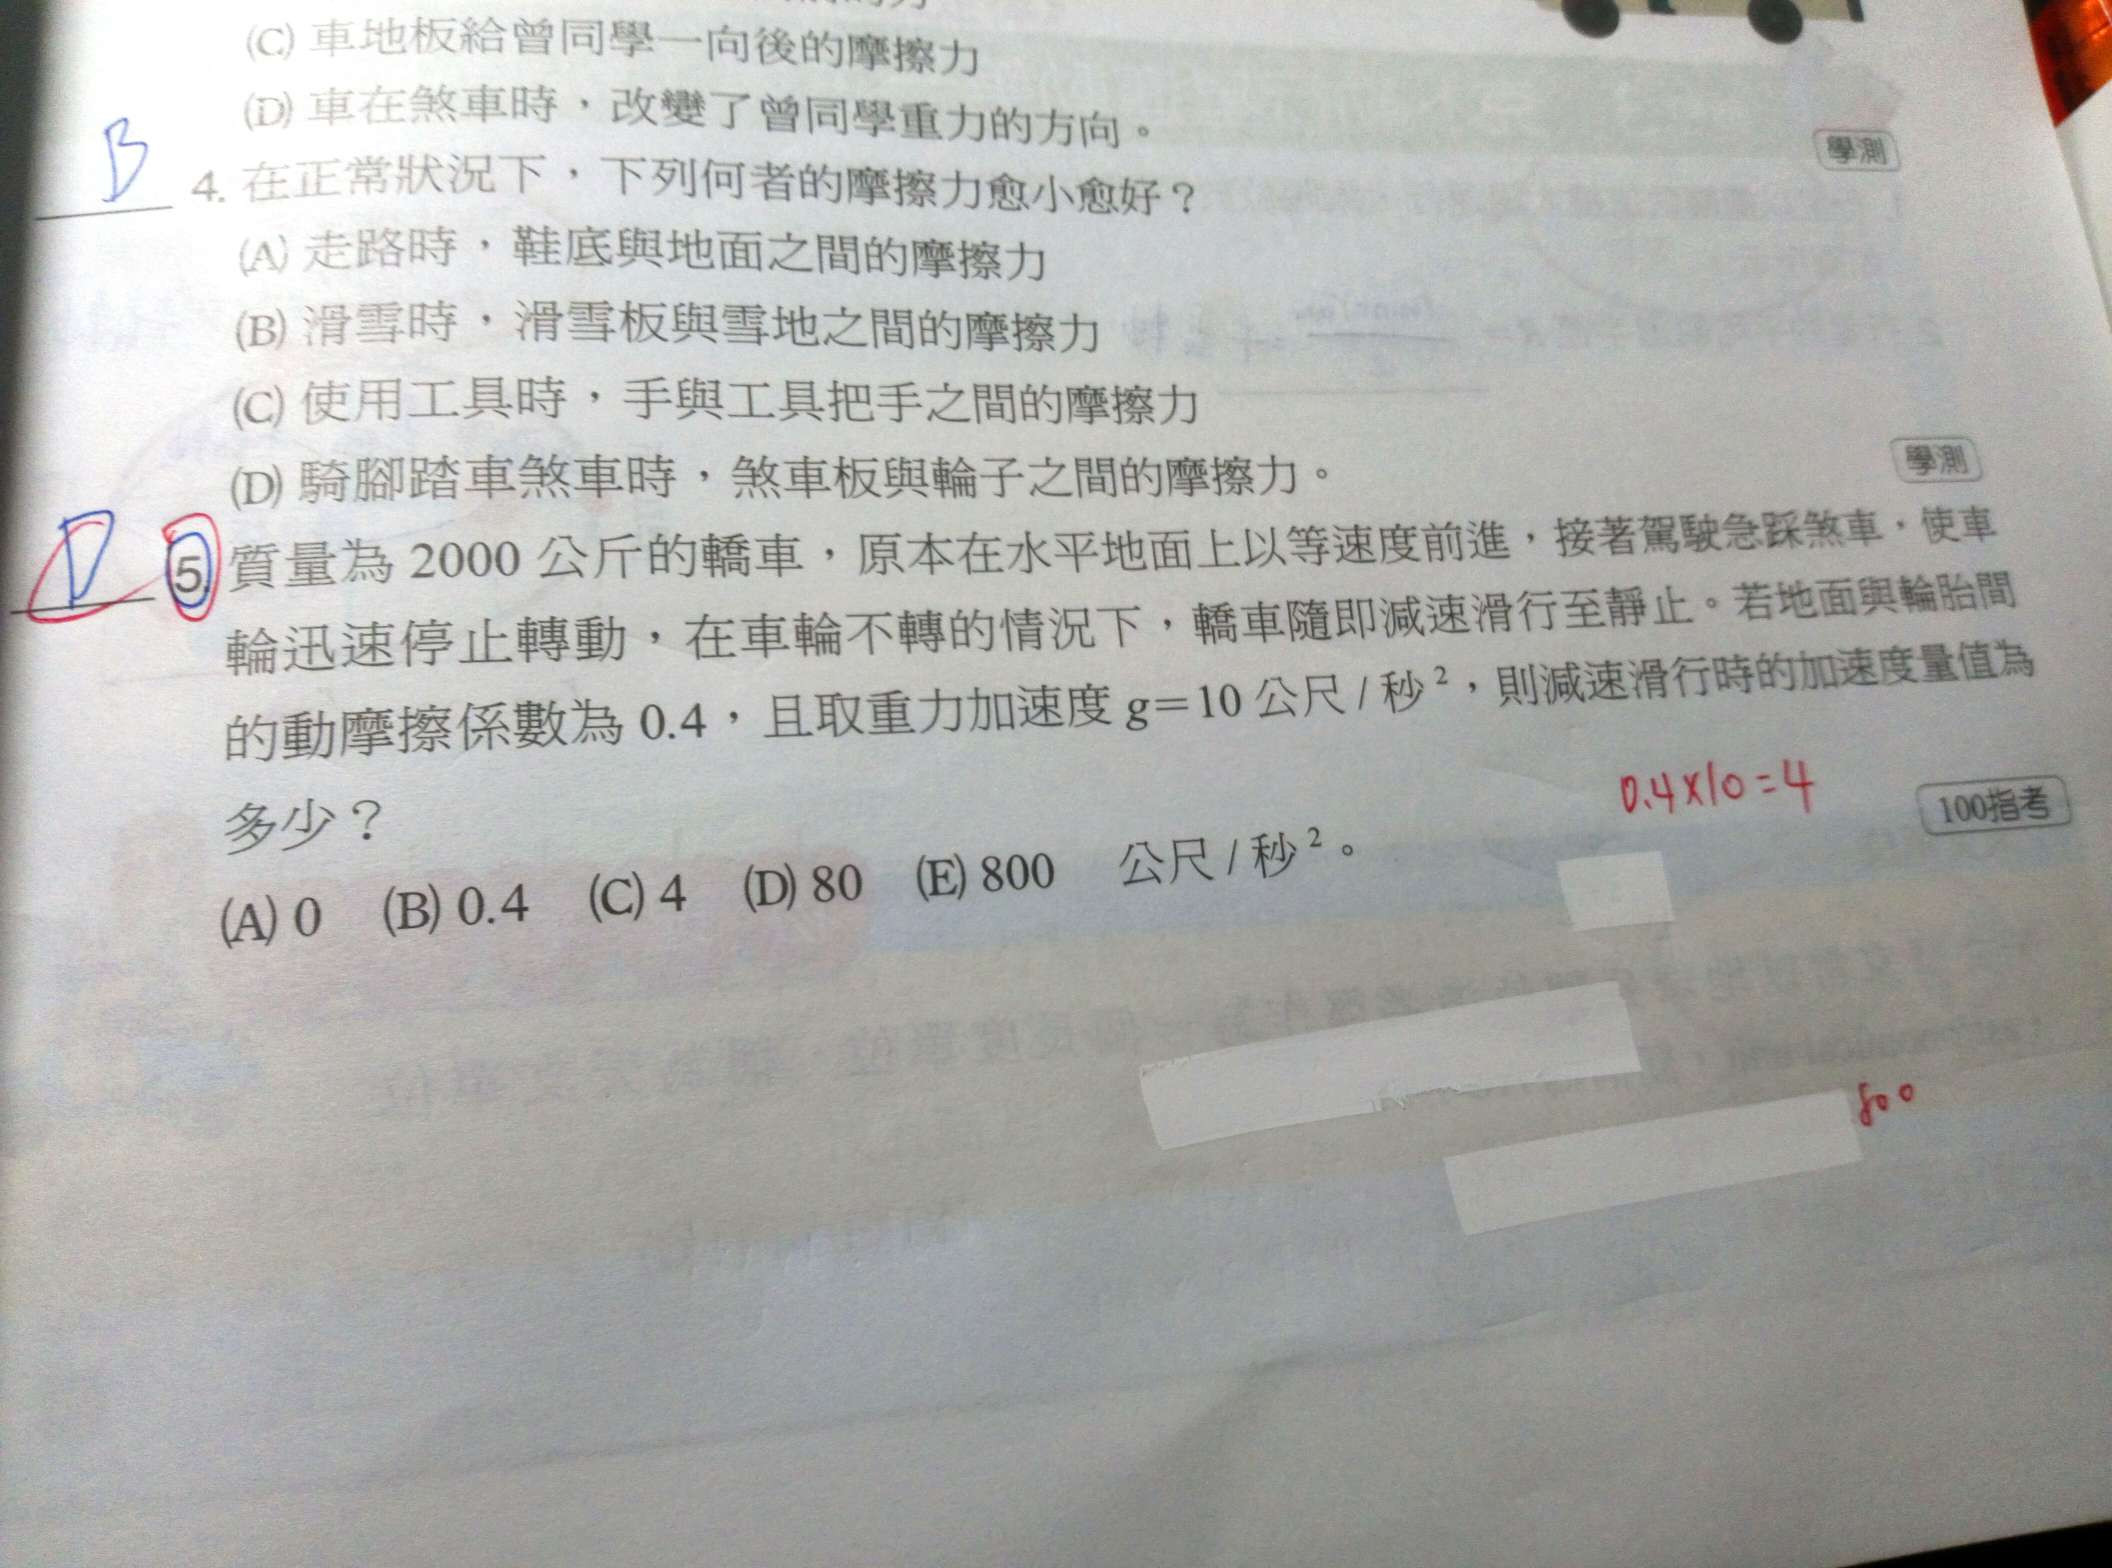 (C) 車地板給曾同學一向後的摩擦力
(D) 車在煞車時，改變了曾同學重力的方向。
學測
B
4. 在正常狀況下，下列何者的摩擦力愈小愈好？
(A) 走路時，鞋底與地面之間的摩擦力
(B) 滑雪時，滑雪板與雪地之間的摩擦力
(C) 使用工具時，手與工具把手之間的摩擦力
(D) 騎腳踏車煞車時，煞車板與輪子之間的摩擦力。
學測
D
5. 質量為 2000 公斤的轎車，原本在水平地面上以等速度前進，接著駕駛急踩煞車，使車
輪迅速停止轉動，在車輪不轉的情況下，轎車隨即減速滑行至靜止。若地面與輪胎間
的動摩擦係數為 0.4，且取重力加速度 g=10 公尺 / 秒²，則減速滑行時的加速度量值為
多少？
0.4×10=4
100指考
(A) 0 (B) 0.4 (C) 4 (D) 80 (E) 800 公尺 / 秒²。
800